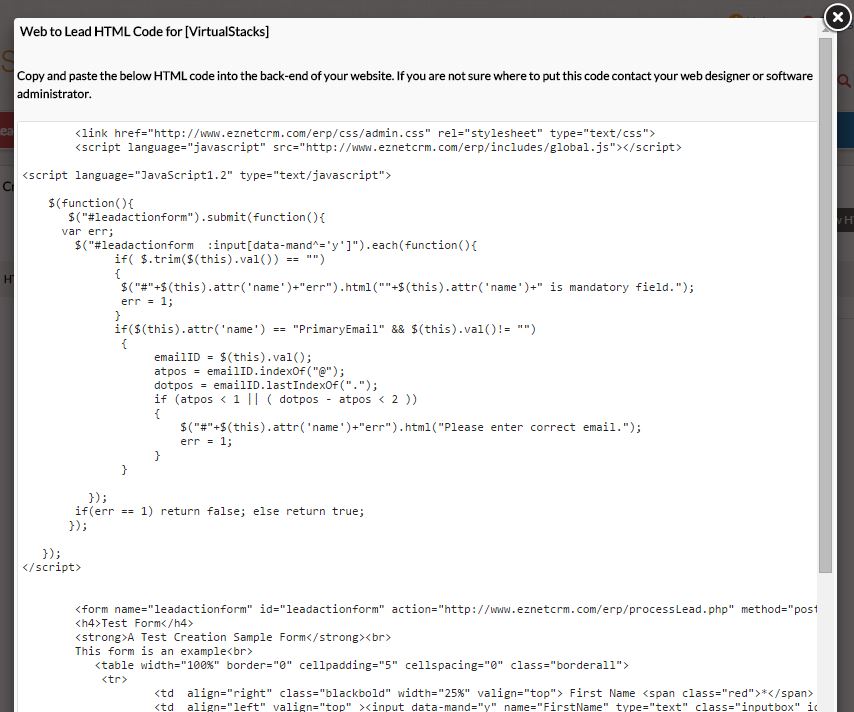 Web to Lead HTML Code for [VirtualStacks]
Copy and paste the below HTML code into the back-end of your website. If you are not sure where to put this code contact your web designer or software
administrator.
<link href="http://www.eznetcrm.com/erp/css/admin.css" rel="stylesheet" type="text/css">
<script language="javascript" src="http://www.eznetcrm.com/erp/includes/global.js"></script>
<script language="JavaScript1.2" type="text/javascript">
$(function(){
$("#leadactionform").submit(function(){
var err;
$("#leadactionform  :input[data-mand^='y']").each(function(){
if( $.trim($(this).val()) == "")
{
$("#"+$(this).attr('name')+"err").html(""+$(this).attr('name')+" is mandatory field.");
err = 1;
}
if($(this).attr('name') == "PrimaryEmail" && $(this).val()!= "")
{
emailID = $(this).val();
atpos = emailID.indexOf("@");
dotpos = emailID.lastIndexOf(".");
if (atpos < 1 || ( dotpos - atpos < 2 ))
{
$("#"+$(this).attr('name')+"err").html("Please enter correct email.");
err = 1;
}
}
});
if(err == 1) return false; else return true;
});
});
</script>
<form name="leadactionform" id="leadactionform" action="http://www.eznetcrm.com/erp/processLead.php" method="post
<h4>Test Form</h4>
<strong>A Test Creation Sample Form</strong><br>
This form is an example<br>
<table width="100%" border="0" cellpadding="5" cellspacing="0" class="borderall">
<tr>
<td  align="right" class="blackbold" width="25%" valign="top"> First Name <span class="red">*</span>
<td  align="left" valign="top" ><input data-mand="y" name="FirstName" type="text" class="inputbox" id